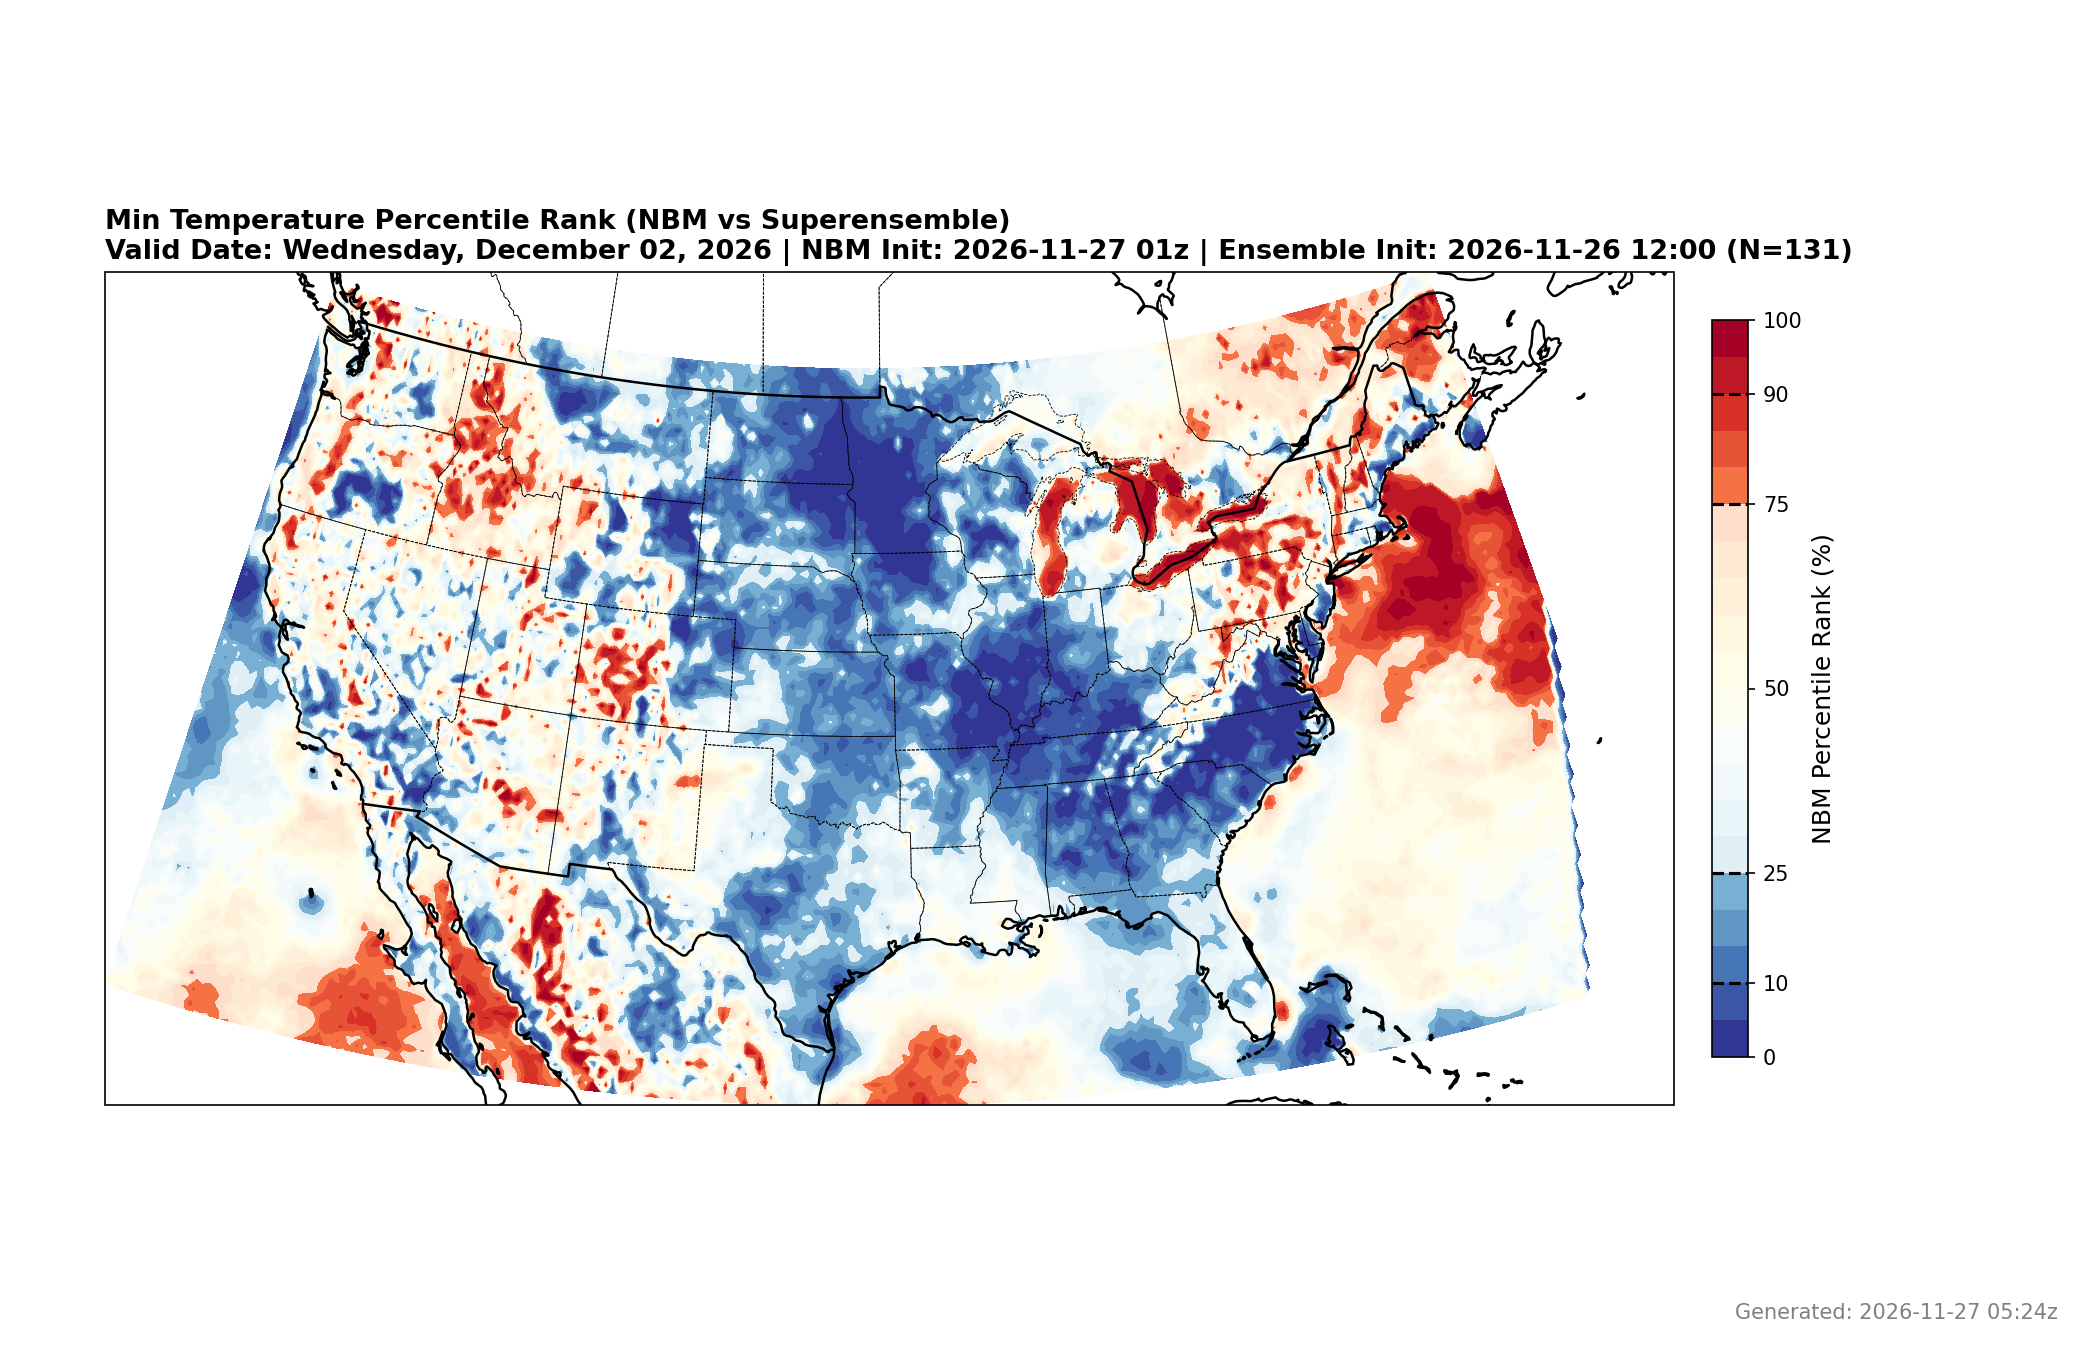 Min Temperature Percentile Rank (NBM vs Superensemble)
Valid Date: Wednesday, December 02, 2026 | NBM Init: 2026-11-27 01z | Ensemble Init: 2026-11-26 12:00 (N=131)
100
90
75
50
25
10
0
NBM Percentile Rank (%)
Generated: 2026-11-27 05:24z